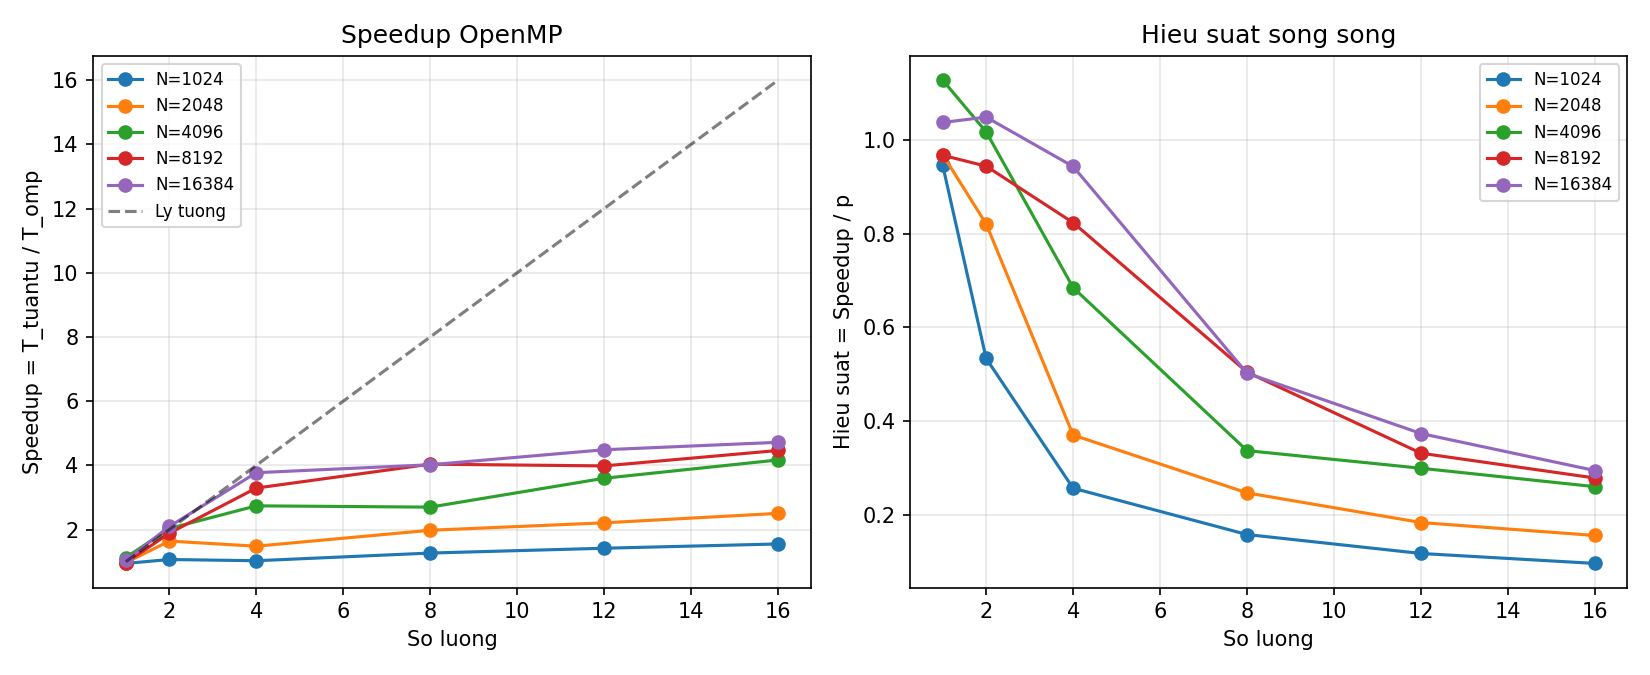 Speedup OpenMP
Speedup = T_tuantu / T_omp
16
14
12
10
8
6
4
2
N=1024
N=2048
N=4096
N=8192
N=16384
Ly tuong
2 4 6 8 10 12 14 16
So luong
Hieu suat song song
Hieu suat = Speedup / p
1.0
0.8
0.6
0.4
0.2
N=1024
N=2048
N=4096
N=8192
N=16384
2 4 6 8 10 12 14 16
So luong